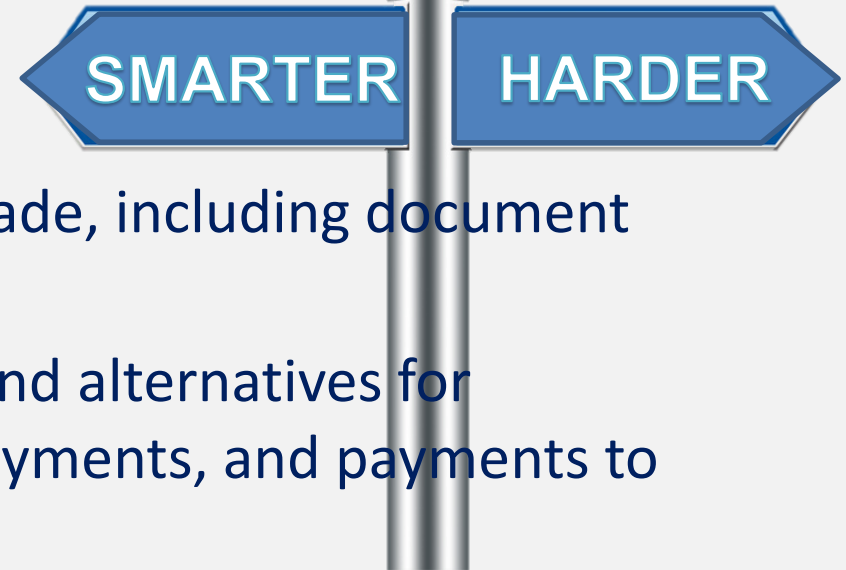 SMARTER HARDER
ade, including document
nd alternatives for
yments, and payments to